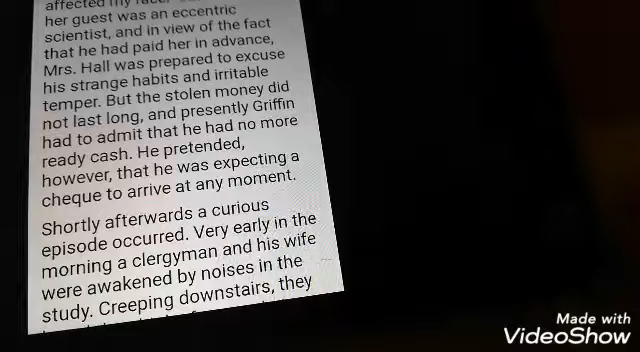 affected my
her guest was an eccentric
scientist, and in view of the fact
that he had paid her in advance,
Mrs. Hall was prepared to excuse
his strange habits and irritable
temper. But the stolen money did
not last long, and presently Griffin
had to admit that he had no more
ready cash. He pretended,
however, that he was expecting a
cheque to arrive at any moment.
Shortly afterwards a curious
episode occurred. Very early in the
morning a clergyman and his wife
were awakened by noises in the
study. Creeping downstairs, they
Made with
VideoShow